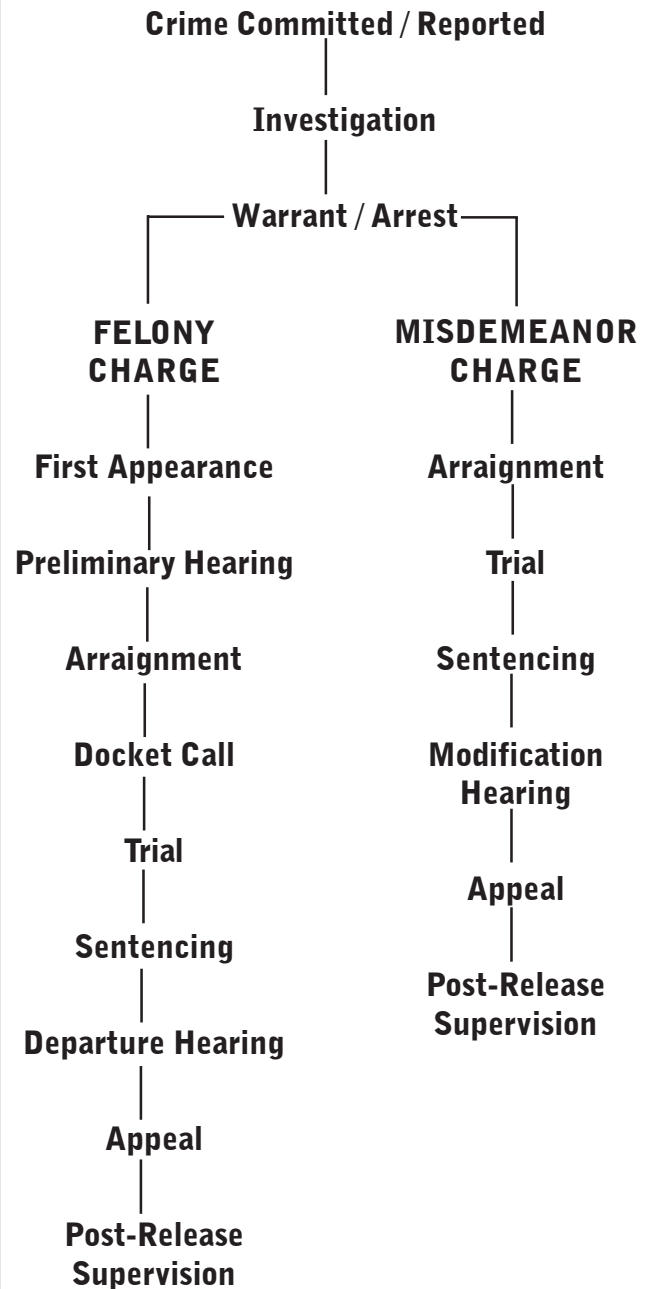 Crime Committed / Reported
Investigation
Warrant / Arrest
FELONY
CHARGE
First Appearance
Preliminary Hearing
Arraignment
Docket Call
Trial
Sentencing
Departure Hearing
Appeal
Post-Release
Supervision
MISDEMEANOR
CHARGE
Arraignment
Trial
Sentencing
Modification
Hearing
Appeal
Post-Release
Supervision